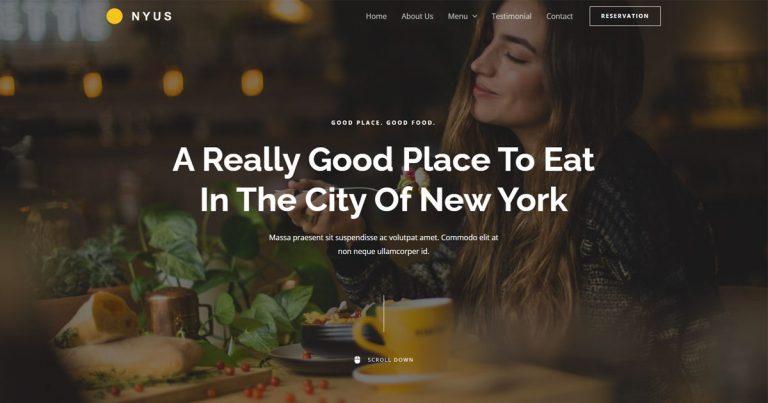 NYUS
Home About Us Menu Testimonial Contact RESERVATION
GOOD PLACE. GOOD FOOD.
A Really Good Place To Eat
In The City Of New York
Massa praesent sit suspendisse ac volutpat amet. Commodo elit at
non neque ullamcorper id.
SCROLL DOWN